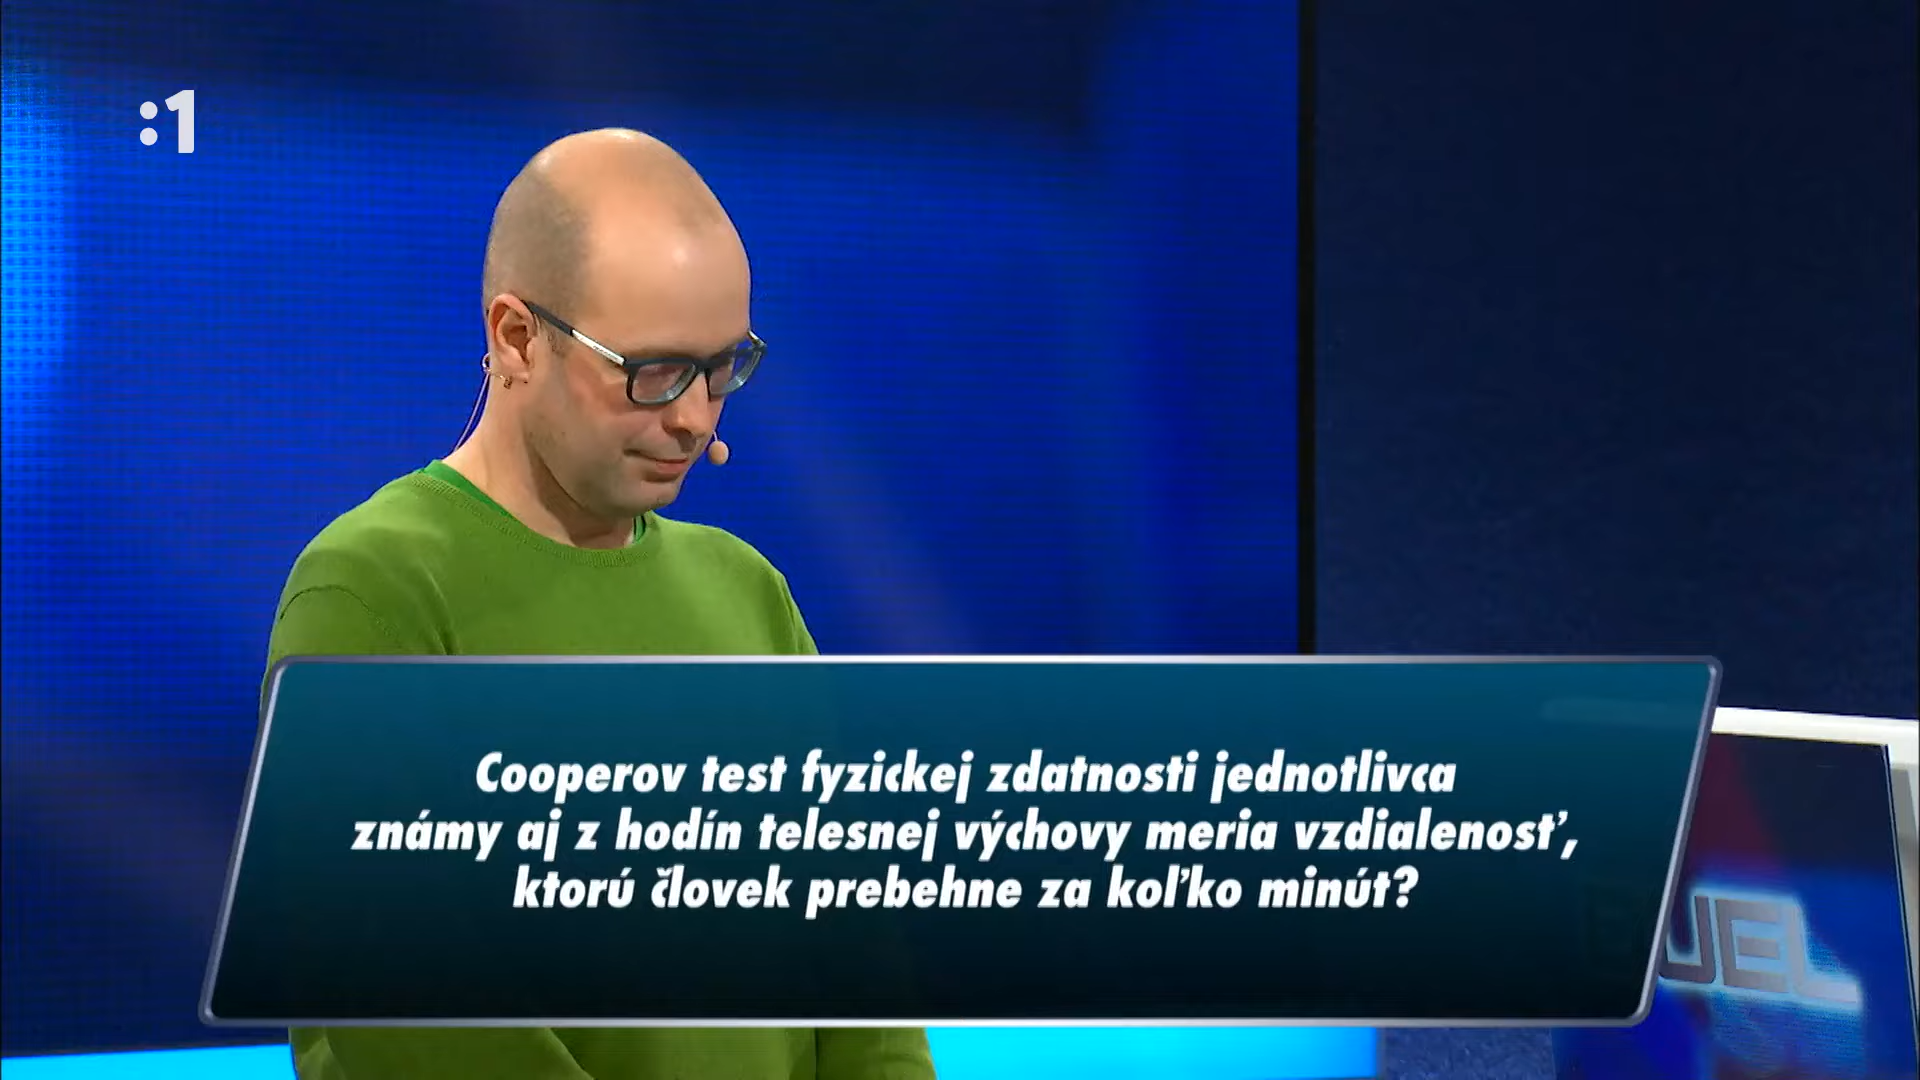 :1
Cooperov test fyzickej zdatnosti jednotlivca
známy aj z hodín telesnej výchovy meria vzdialenosť,
ktorú človek prebehne za koľko minút?
UEL